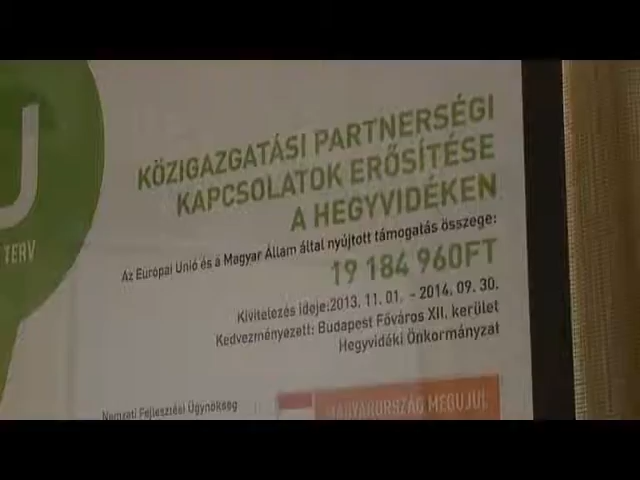 U
TERV
KÖZIGAZGATÁSI PARTNERSÉGI
KAPCSOLATOK ERŐSÍTÉSE
A HEGYVIDÉKEN
Az Európai Unió és a Magyar Állam által nyújtott támogatás összege:
19 184 960FT
Kivitelezés ideje:2013. 11. 01. - 2014. 09. 30.
Kedvezményezett: Budapest Főváros XII. kerület
Hegyvidéki Önkormányzat
Nemzeti Fejlesztési Ügynökség
MAGYARORSZÁG MEGÚJUL